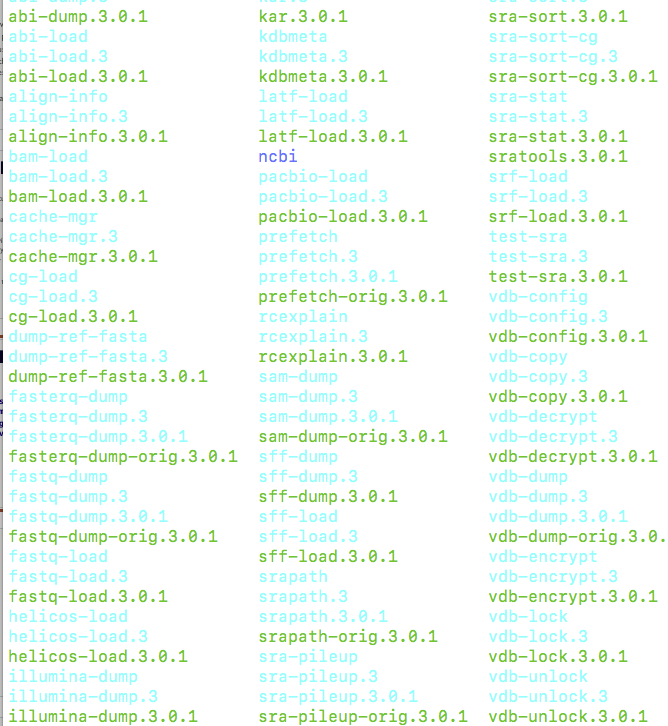 abi-dump.3.0.1 kar.3.0.1 sra-sort.3.0.1
abi-load kdbmeta sra-sort-cg
abi-load.3 kdbmeta.3 sra-sort-cg.3
abi-load.3.0.1 kdbmeta.3.0.1 sra-sort-cg.3.0.1
align-info latf-load sra-stat
align-info.3 latf-load.3 sra-stat.3
align-info.3.0.1 latf-load.3.0.1 sra-stat.3.0.1
bam-load ncbi sratools.3.0.1
bam-load.3 pacbio-load srf-load
bam-load.3.0.1 pacbio-load.3 srf-load.3
cache-mgr pacbio-load.3.0.1 srf-load.3.0.1
cache-mgr.3 prefetch test-sra
cache-mgr.3.0.1 prefetch.3 test-sra.3
cg-load prefetch.3.0.1 test-sra.3.0.1
cg-load.3 prefetch-orig.3.0.1 vdb-config
cg-load.3.0.1 rcexplain vdb-config.3
dump-ref-fasta rcexplain.3 vdb-config.3.0.1
dump-ref-fasta.3 rcexplain.3.0.1 vdb-copy
dump-ref-fasta.3.0.1 sam-dump vdb-copy.3
fasterq-dump sam-dump.3 vdb-copy.3.0.1
fasterq-dump.3 sam-dump.3.0.1 vdb-decrypt
fasterq-dump.3.0.1 sam-dump-orig.3.0.1 vdb-decrypt.3
fasterq-dump-orig.3.0.1 sff-dump vdb-decrypt.3.0.1
fastq-dump sff-dump.3 vdb-dump
fastq-dump.3 sff-dump.3.0.1 vdb-dump.3
fastq-dump.3.0.1 sff-load vdb-dump.3.0.1
fastq-dump-orig.3.0.1 sff-load.3 vdb-dump-orig.3.0.
fastq-load sff-load.3.0.1 vdb-encrypt
fastq-load.3 srapath vdb-encrypt.3
fastq-load.3.0.1 srapath.3 vdb-encrypt.3.0.1
helicos-load srapath.3.0.1 vdb-lock
helicos-load.3 srapath-orig.3.0.1 vdb-lock.3
helicos-load.3.0.1 sra-pileup vdb-lock.3.0.1
illumina-dump sra-pileup.3 vdb-unlock
illumina-dump.3 sra-pileup.3.0.1 vdb-unlock.3
illumina-dump.3.0.1 sra-pileup-orig.3.0.1 vdb-unlock.3.0.1